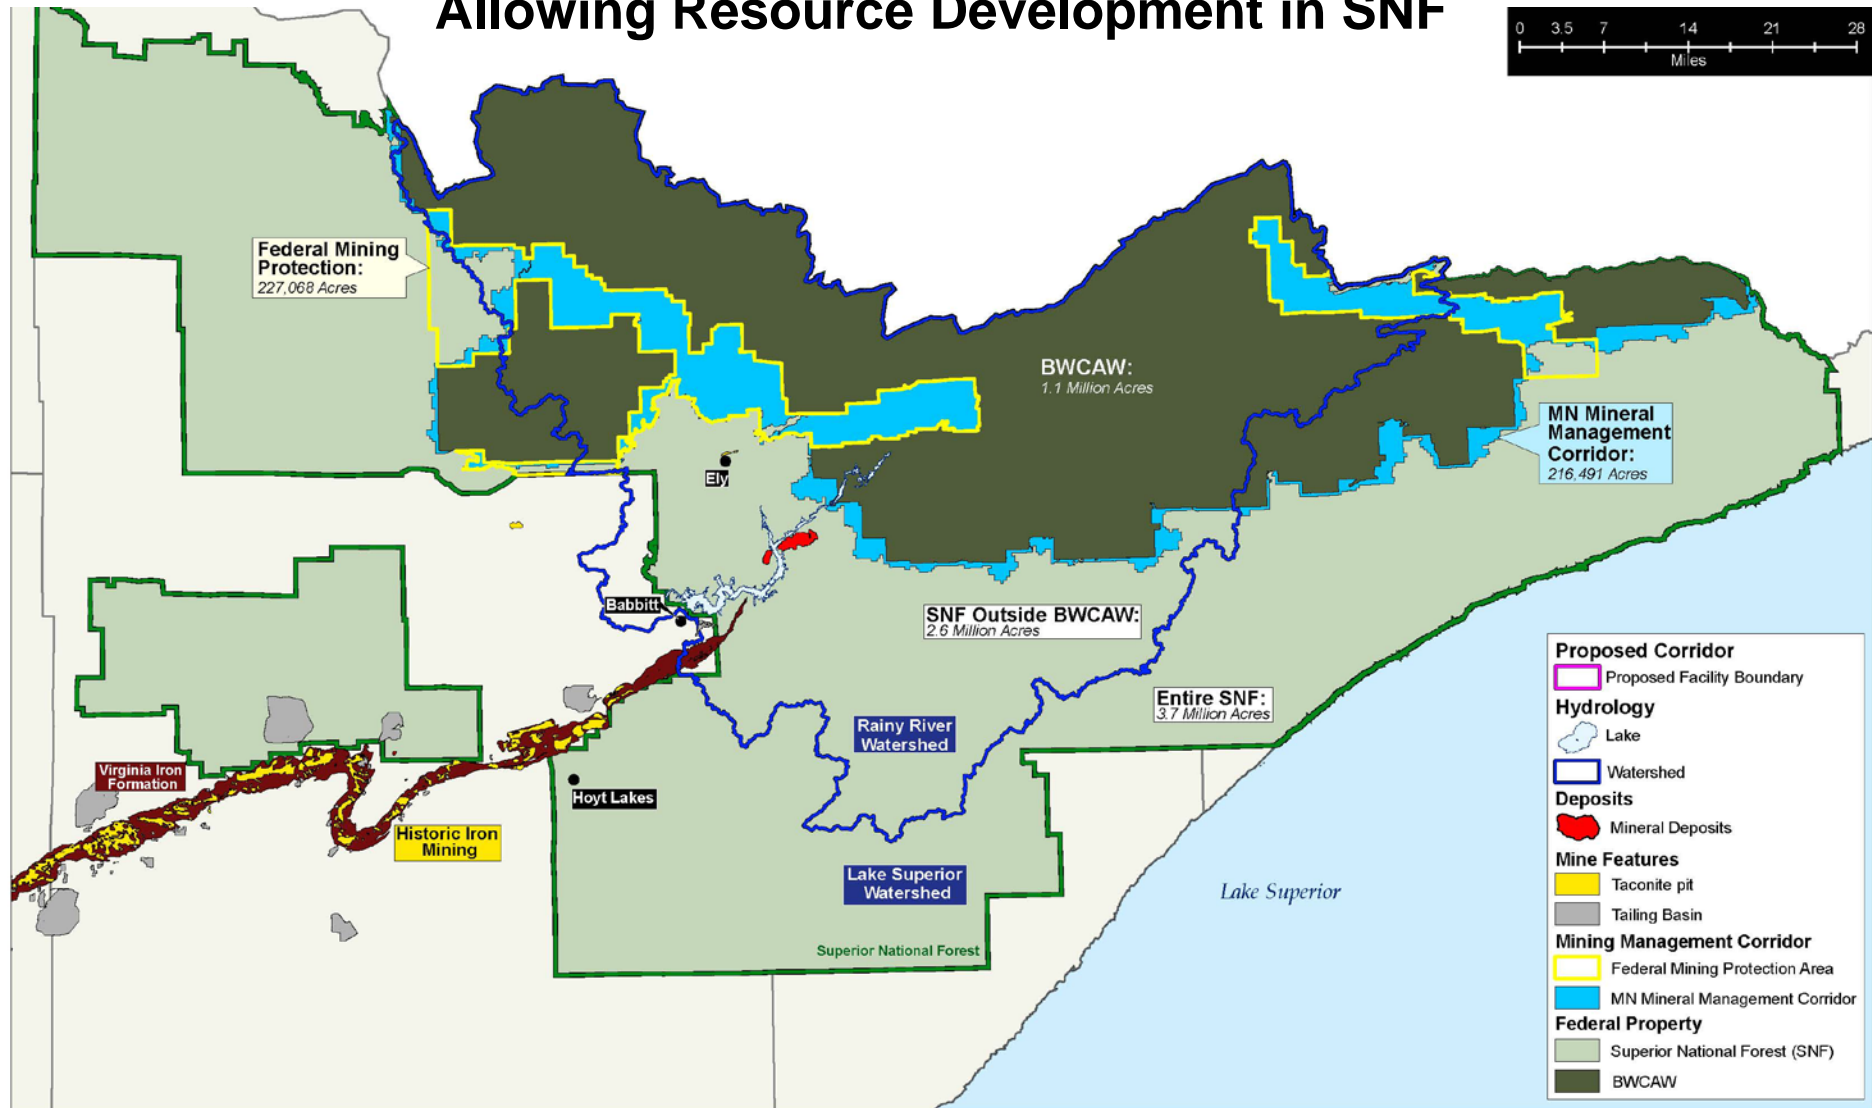 Allowing Resource Development in SNF
0 3.5 7 14 21 28
Miles
Federal Mining
Protection:
227,068 Acres
BWCAW:
1.1 Million Acres
MN Mineral
Management
Corridor:
216,491 Acres
Ely
Babbitt
SNF Outside BWCAW:
2.6 Million Acres
Entire SNF:
3.7 Million Acres
Rainy River
Watershed
Virginia Iron
Formation
Hoyt Lakes
Historic Iron
Mining
Lake Superior
Watershed
Lake Superior
Superior National Forest
Proposed Corridor
Proposed Facility Boundary
Hydrology
Lake
Watershed
Deposits
Mineral Deposits
Mine Features
Taconite pit
Tailing Basin
Mining Management Corridor
Federal Mining Protection Area
MN Mineral Management Corridor
Federal Property
Superior National Forest (SNF)
BWCAW